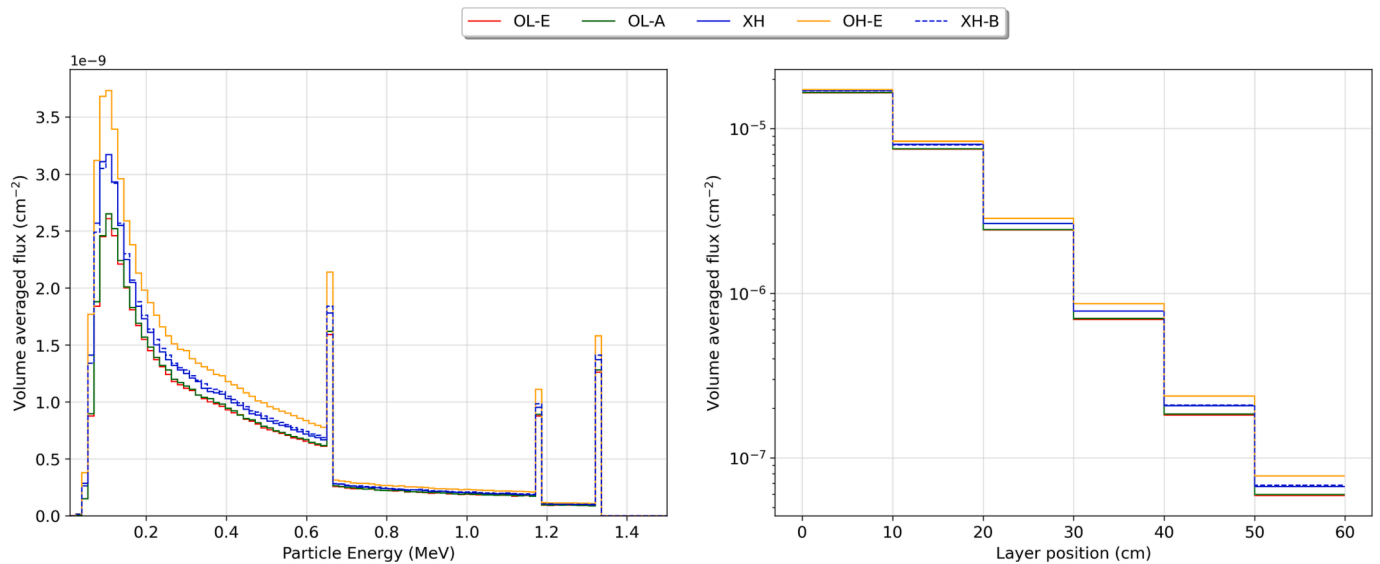 OL-E OL-A XH OH-E XH-B
1e−9
Volume averaged flux (cm⁻²)
3.5
3.0
2.5
2.0
1.5
1.0
0.5
0.0
0.2 0.4 0.6 0.8 1.0 1.2 1.4
Particle Energy (MeV)
Volume averaged flux (cm⁻²)
10⁻⁵
10⁻⁶
10⁻⁷
0 10 20 30 40 50 60
Layer position (cm)